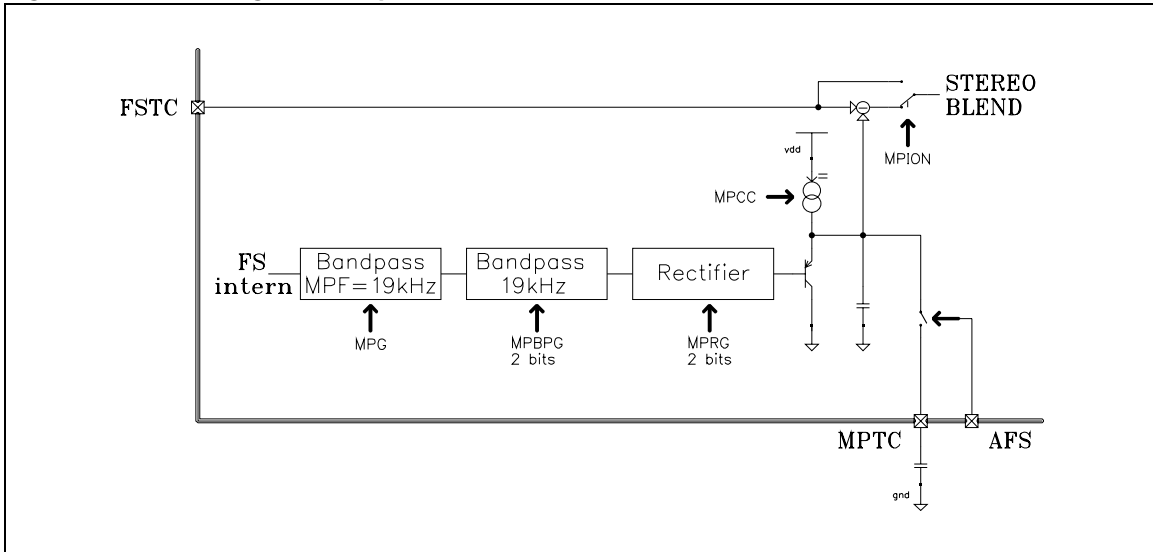 FSTC
STEREO
BLEND
MPION
vdd
MPCC
FS
intern
Bandpass
MPF=19kHz
Bandpass
19kHz
Rectifier
MPG
MPBPG
2 bits
MPRG
2 bits
MPTC
AFS
gnd